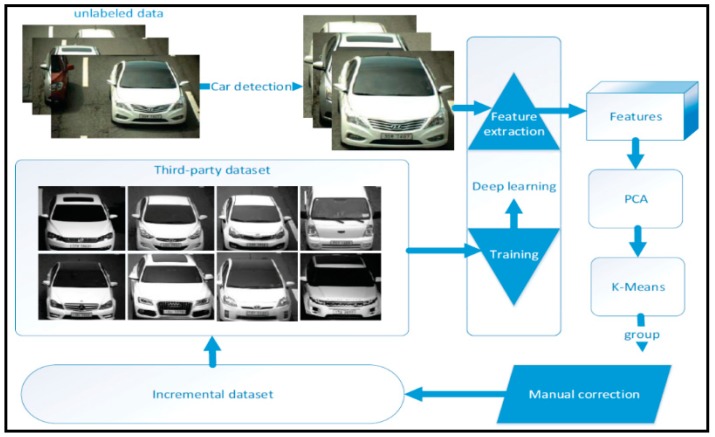 unlabeled data
Car detection
Feature
extraction
Features
Third-party dataset
Deep learning
PCA
Training
K-Means
group
Incremental dataset
Manual correction